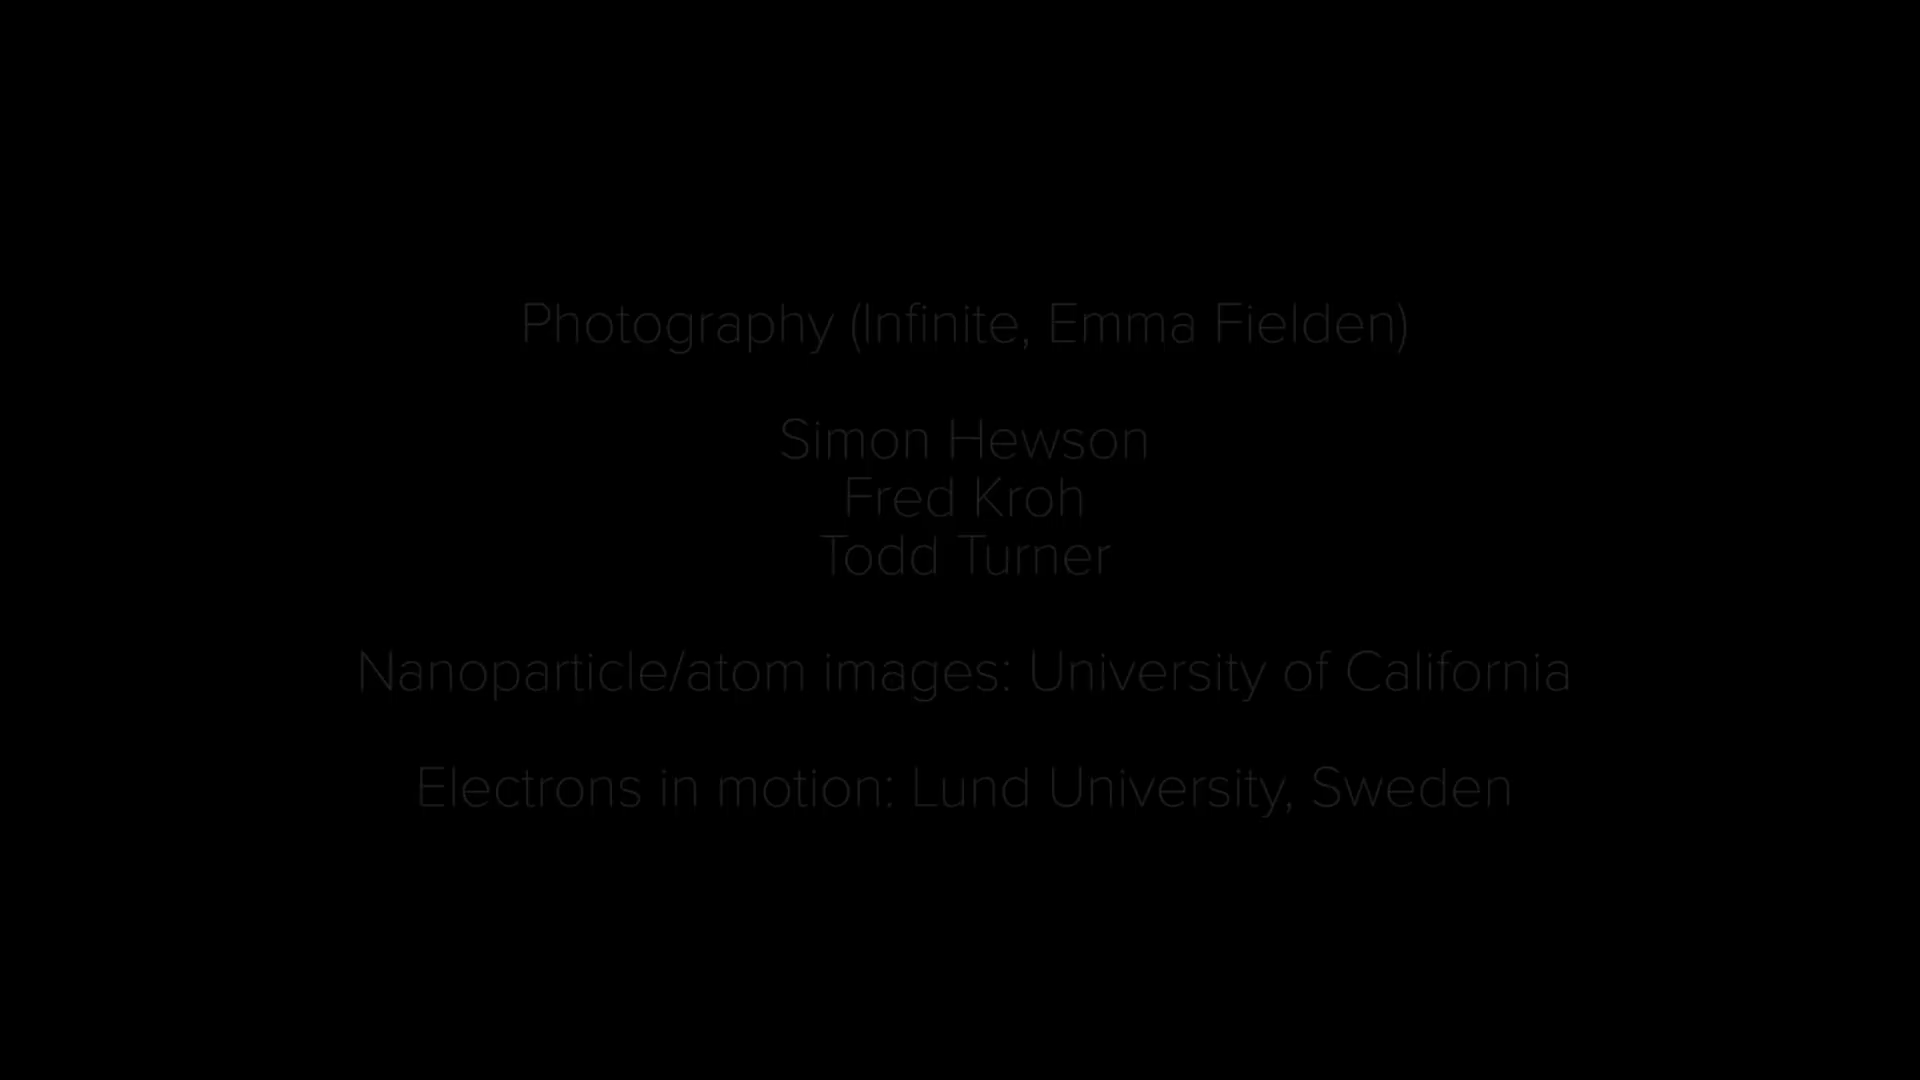 Photography (Infinite, Emma Fielden)
Simon Hewson
Fred Kroh
Todd Turner
Nanoparticle/atom images: University of California
Electrons in motion: Lund University, Sweden